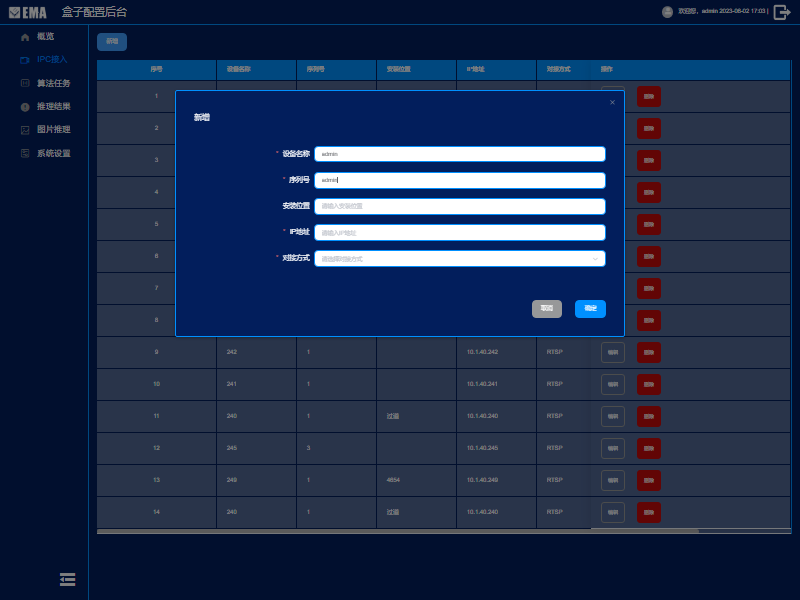 EMA 盒子配置后台
欢迎您, admin 2023-06-02 17:03 |
概览
IPC接入
算法任务
推理结果
图片推理
系统设置
新增
序号 设备名称 序列号 安装位置 IP地址 对接方式 操作
1
2
3
4
5
6
7
8
新增
×
* 设备名称 admin
* 序列号 admin
安装位置 请输入安装位置
* IP地址 请输入IP地址
* 对接方式 请选择对接方式
取消 确定
9 242 1 10.1.40.242 RTSP 编辑 删除
10 241 1 10.1.40.241 RTSP 编辑 删除
11 240 1 过道 10.1.40.240 RTSP 编辑 删除
12 245 3 10.1.40.245 RTSP 编辑 删除
13 249 1 4654 10.1.40.249 RTSP 编辑 删除
14 240 1 过道 10.1.40.240 RTSP 编辑 删除